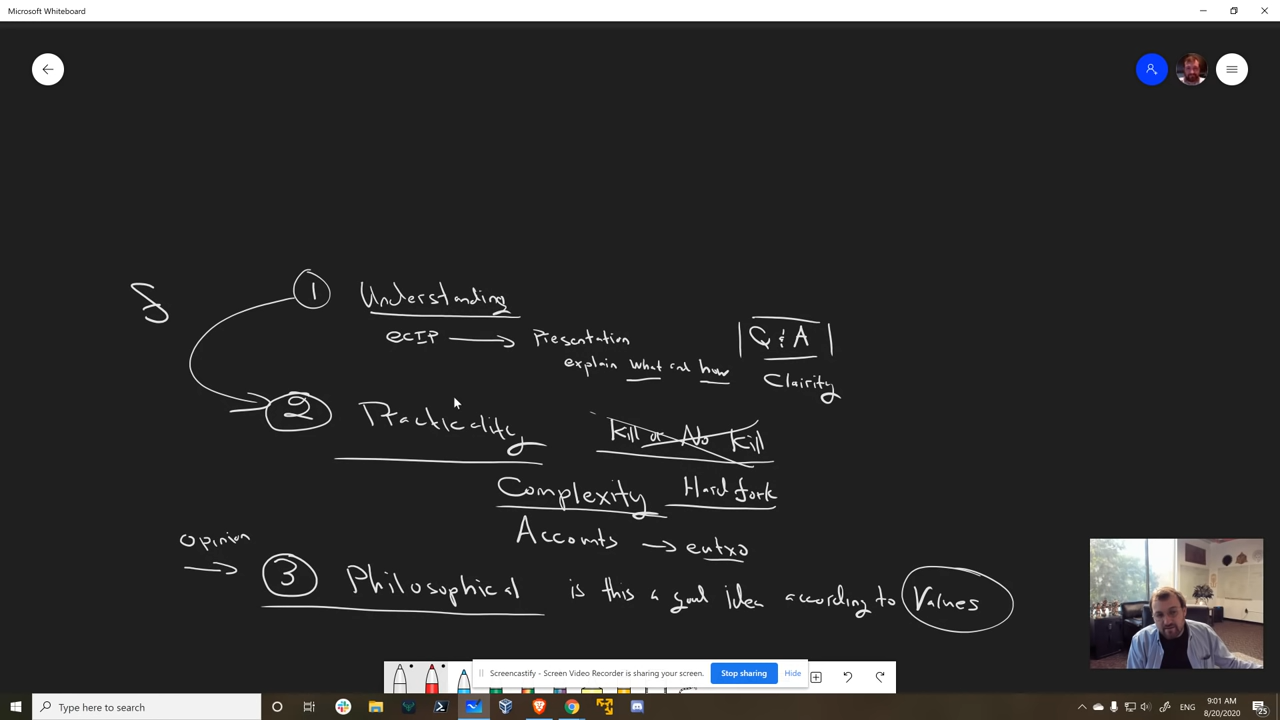 Microsoft Whiteboard
1 Understanding
ecIP → Presentation
explain what and how
Q & A
Clairity
2 Practicality
Kill or No Kill
Complexity Hard fork
Accounts → eutxo
Opinion →
3 Philosophical is this a good idea according to Values
Screencastify - Screen Video Recorder is sharing your screen. Stop sharing Hide
Type here to search
ENG
9:01 AM
8/20/2020
25